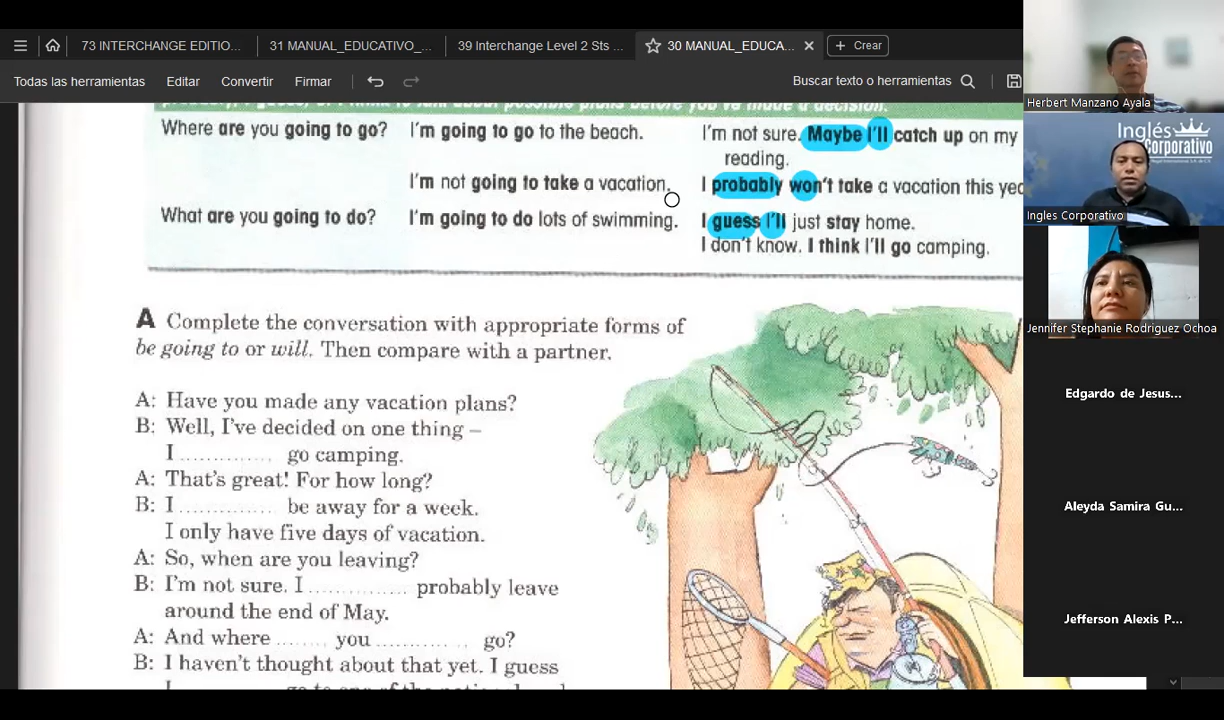 73 INTERCHANGE EDITIO...
31 MANUAL_EDUCATIVO_...
39 Interchange Level 2 Sts ...
30 MANUAL_EDUCA...
Crear
Todas las herramientas
Editar
Convertir
Firmar
Buscar texto o herramientas
Where are you going to go? I'm going to go to the beach. I'm not sure. Maybe I'll catch up on my
reading.
I'm not going to take a vacation. I probably won't take a vacation this yea
What are you going to do? I'm going to do lots of swimming. I guess I'll just stay home.
I don't know. I think I'll go camping.
A Complete the conversation with appropriate forms of
be going to or will. Then compare with a partner.
A: Have you made any vacation plans?
B: Well, I've decided on one thing –
I .............. go camping.
A: That's great! For how long?
B: I .............. be away for a week.
I only have five days of vacation.
A: So, when are you leaving?
B: I'm not sure. I .............. probably leave
around the end of May.
A: And where ........ you .............. go?
B: I haven't thought about that yet. I guess
Herbert Manzano Ayala
Inglés
Corporativo
Ingles Corporativo
Jennifer Stephanie Rodriguez Ochoa
Edgardo de Jesus...
Aleyda Samira Gu...
Jefferson Alexis P...